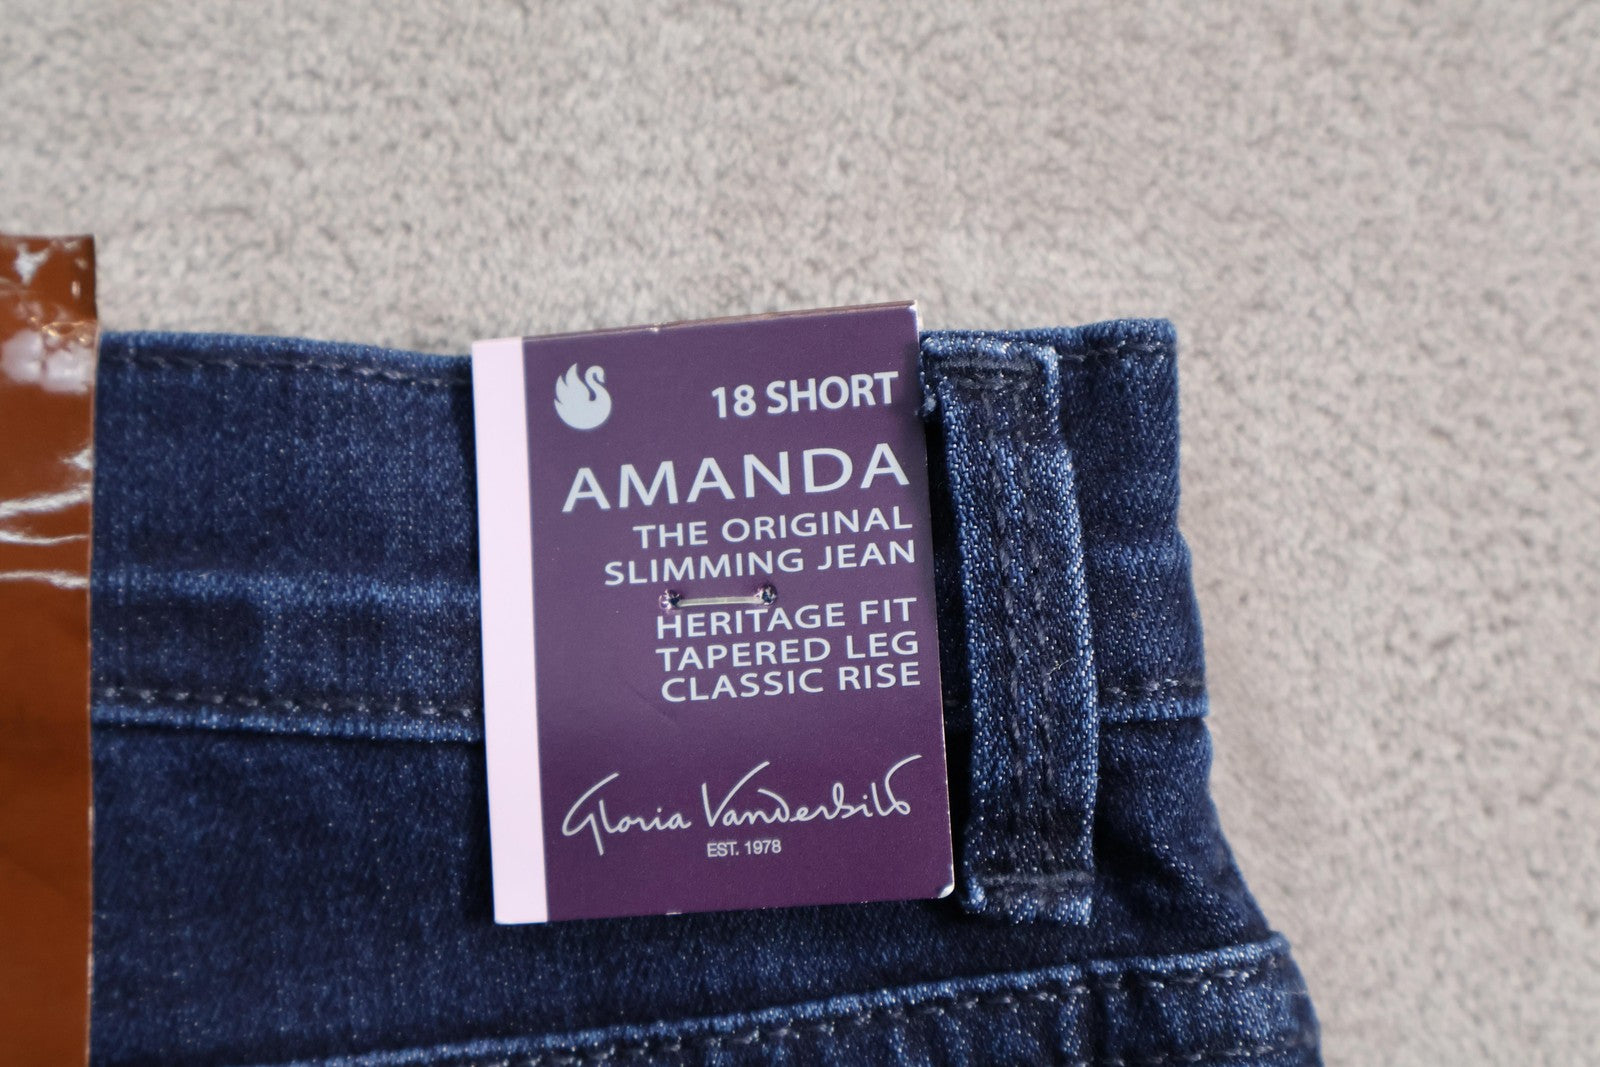 18 SHORT
AMANDA
THE ORIGINAL
SLIMMING JEAN
HERITAGE FIT
TAPERED LEG
CLASSIC RISE
Gloria Vanderbilt
EST. 1978